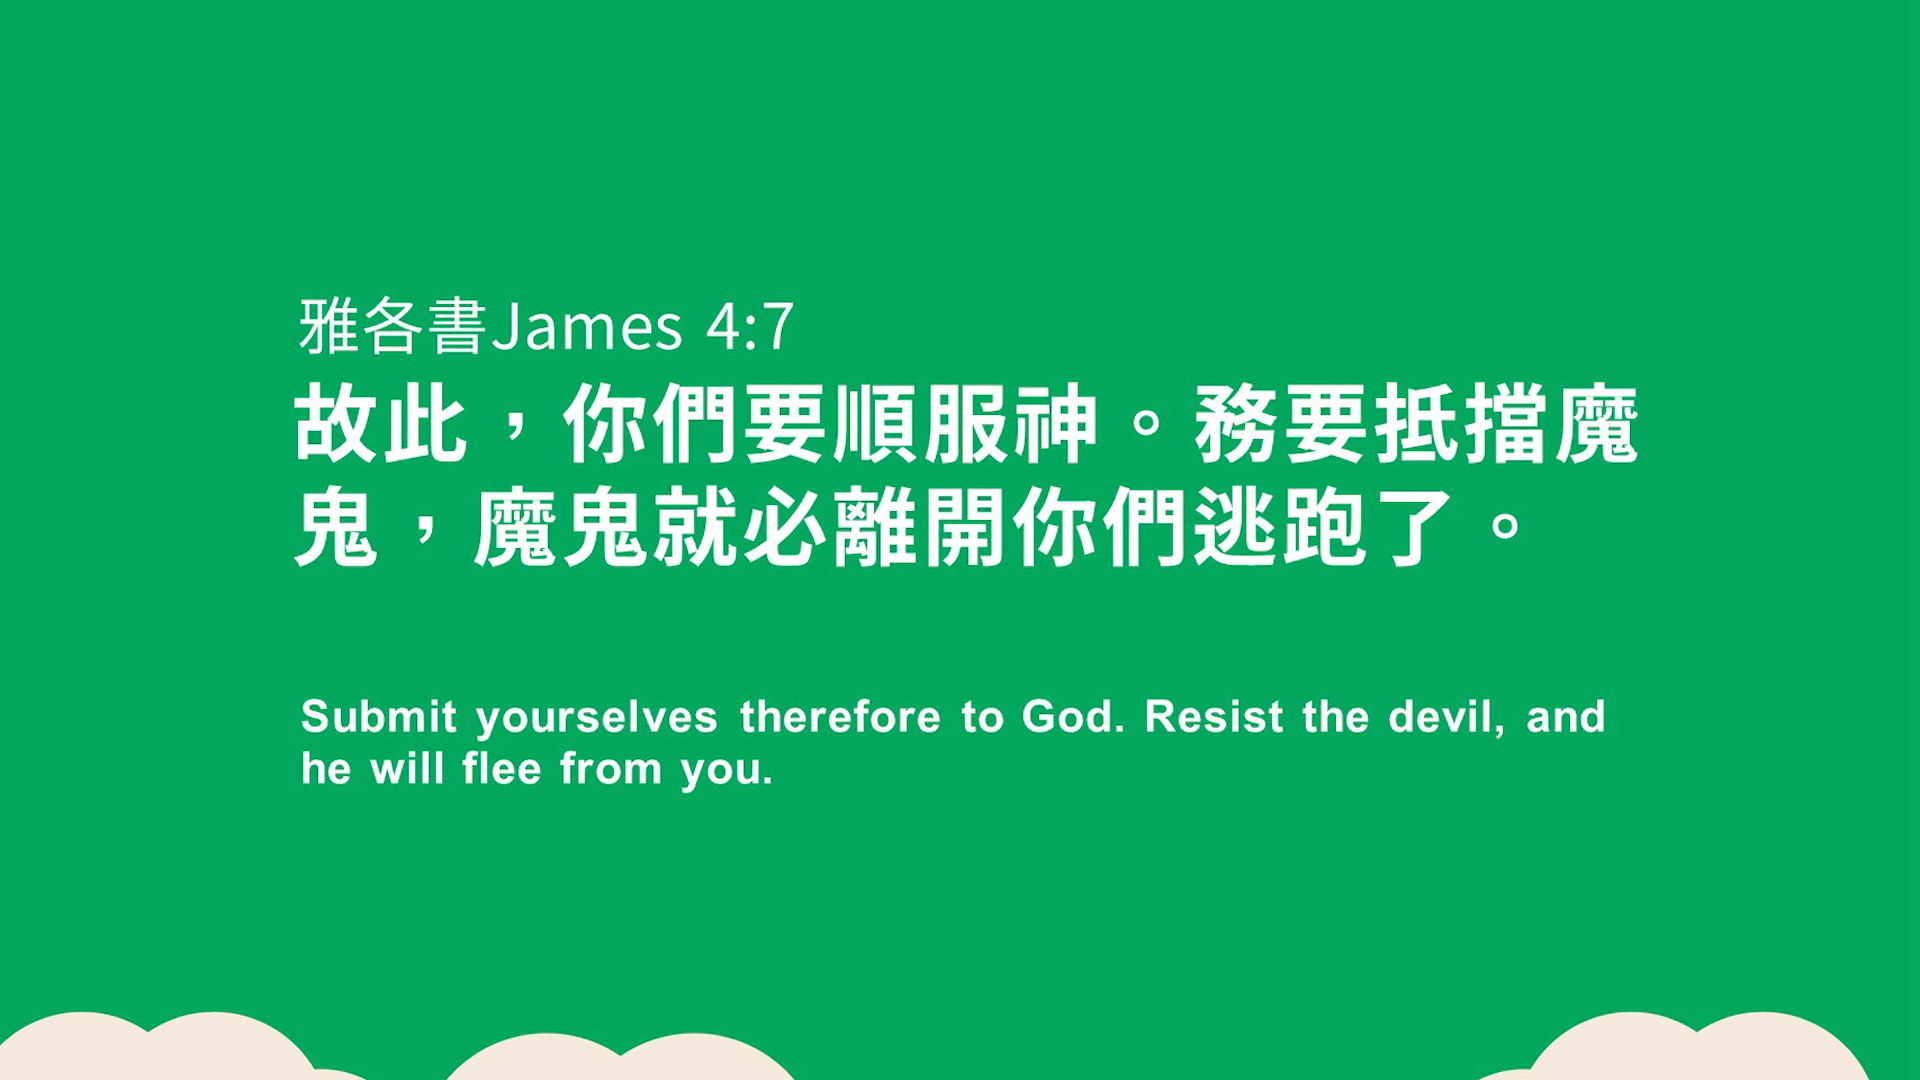 雅各書James 4:7
故此，你們要順服神。務要抵擋魔
鬼，魔鬼就必離開你們逃跑了。
Submit yourselves therefore to God. Resist the devil, and
he will flee from you.